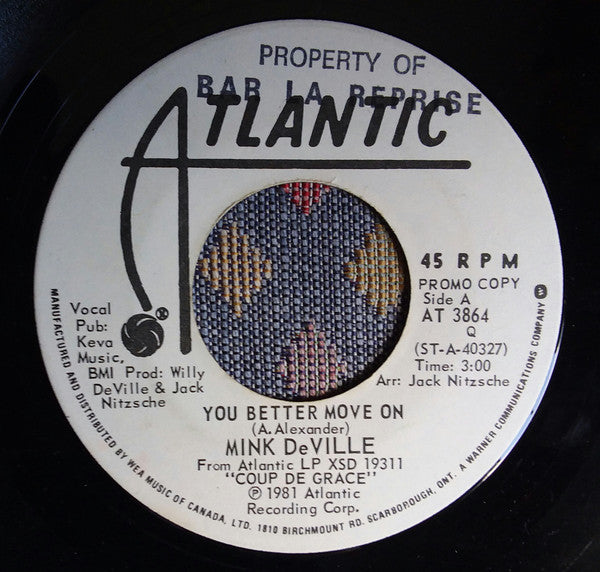 PROPERTY OF
BAR LA REPRISE
ATLANTIC
®
45 RPM
PROMO COPY
Side A
AT 3864
Q
(ST-A-40327)
Time: 3:00
Arr: Jack Nitzsche
Vocal
Pub:
Keva
Music,
BMI Prod: Willy
DeVille & Jack
Nitzsche
YOU BETTER MOVE ON
(A. Alexander)
MINK DeVILLE
From Atlantic LP XSD 19311
"COUP DE GRACE"
℗ 1981 Atlantic
Recording Corp.
MANUFACTURED AND DISTRIBUTED BY WEA MUSIC OF CANADA, LTD. 1810 BIRCHMOUNT RD. SCARBOROUGH, ONT. A WARNER COMMUNICATIONS COMPANY